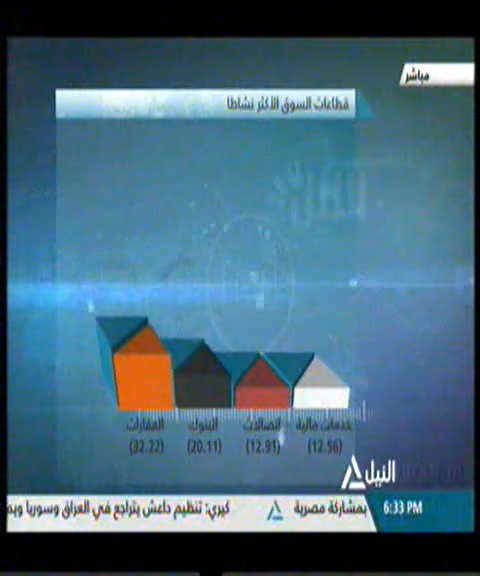 مباشر
قطاعات السوق الأكثر نشاطا
العقارات البنوك اتصالات خدمات مالية
(32.22) (20.11) (12.91) (12.56)
النيل
6:33 PM بمشاركة مصرية كيري: تنظيم داعش يتراجع في العراق وسوريا